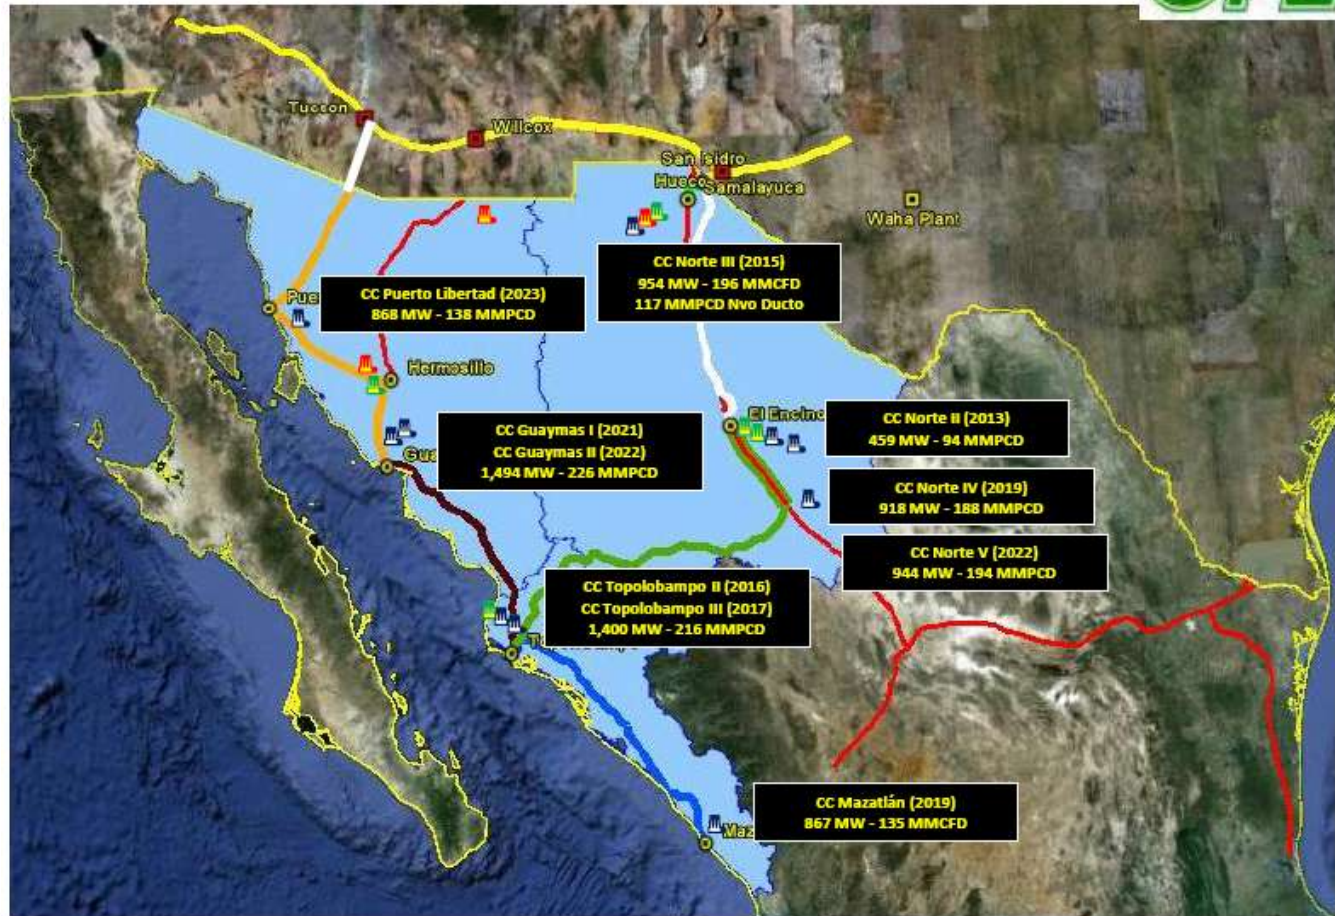 Tucson
Willcox
San Isidro
Hueco
Samalayuca
Waha Plant
CC Norte III (2015)
954 MW - 196 MMCFD
117 MMPCD Nvo Ducto
CC Puerto Libertad (2023)
868 MW - 138 MMPCD
Pue
Hermosillo
El Encino
CC Norte II (2013)
459 MW - 94 MMPCD
CC Guaymas I (2021)
CC Guaymas II (2022)
1,494 MW - 226 MMPCD
Gua
CC Norte IV (2019)
918 MW - 188 MMPCD
CC Norte V (2022)
944 MW - 194 MMPCD
CC Topolobampo II (2016)
CC Topolobampo III (2017)
1,400 MW - 216 MMPCD
CC Mazatlán (2019)
867 MW - 135 MMCFD
Maz